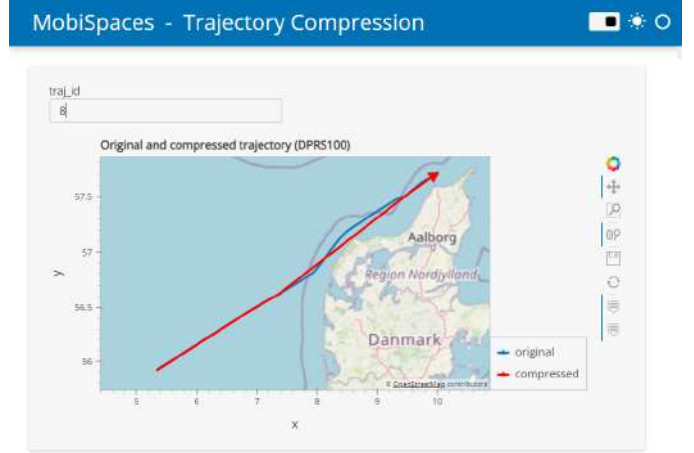 MobiSpaces - Trajectory Compression
traj_id
8
Original and compressed trajectory (DPRS100)
57.5
57
56.5
56
y
5 6 7 8 9 10
x
Aalborg
Region Nordjylland
Danmark
© OpenStreetMap contributors
original
compressed